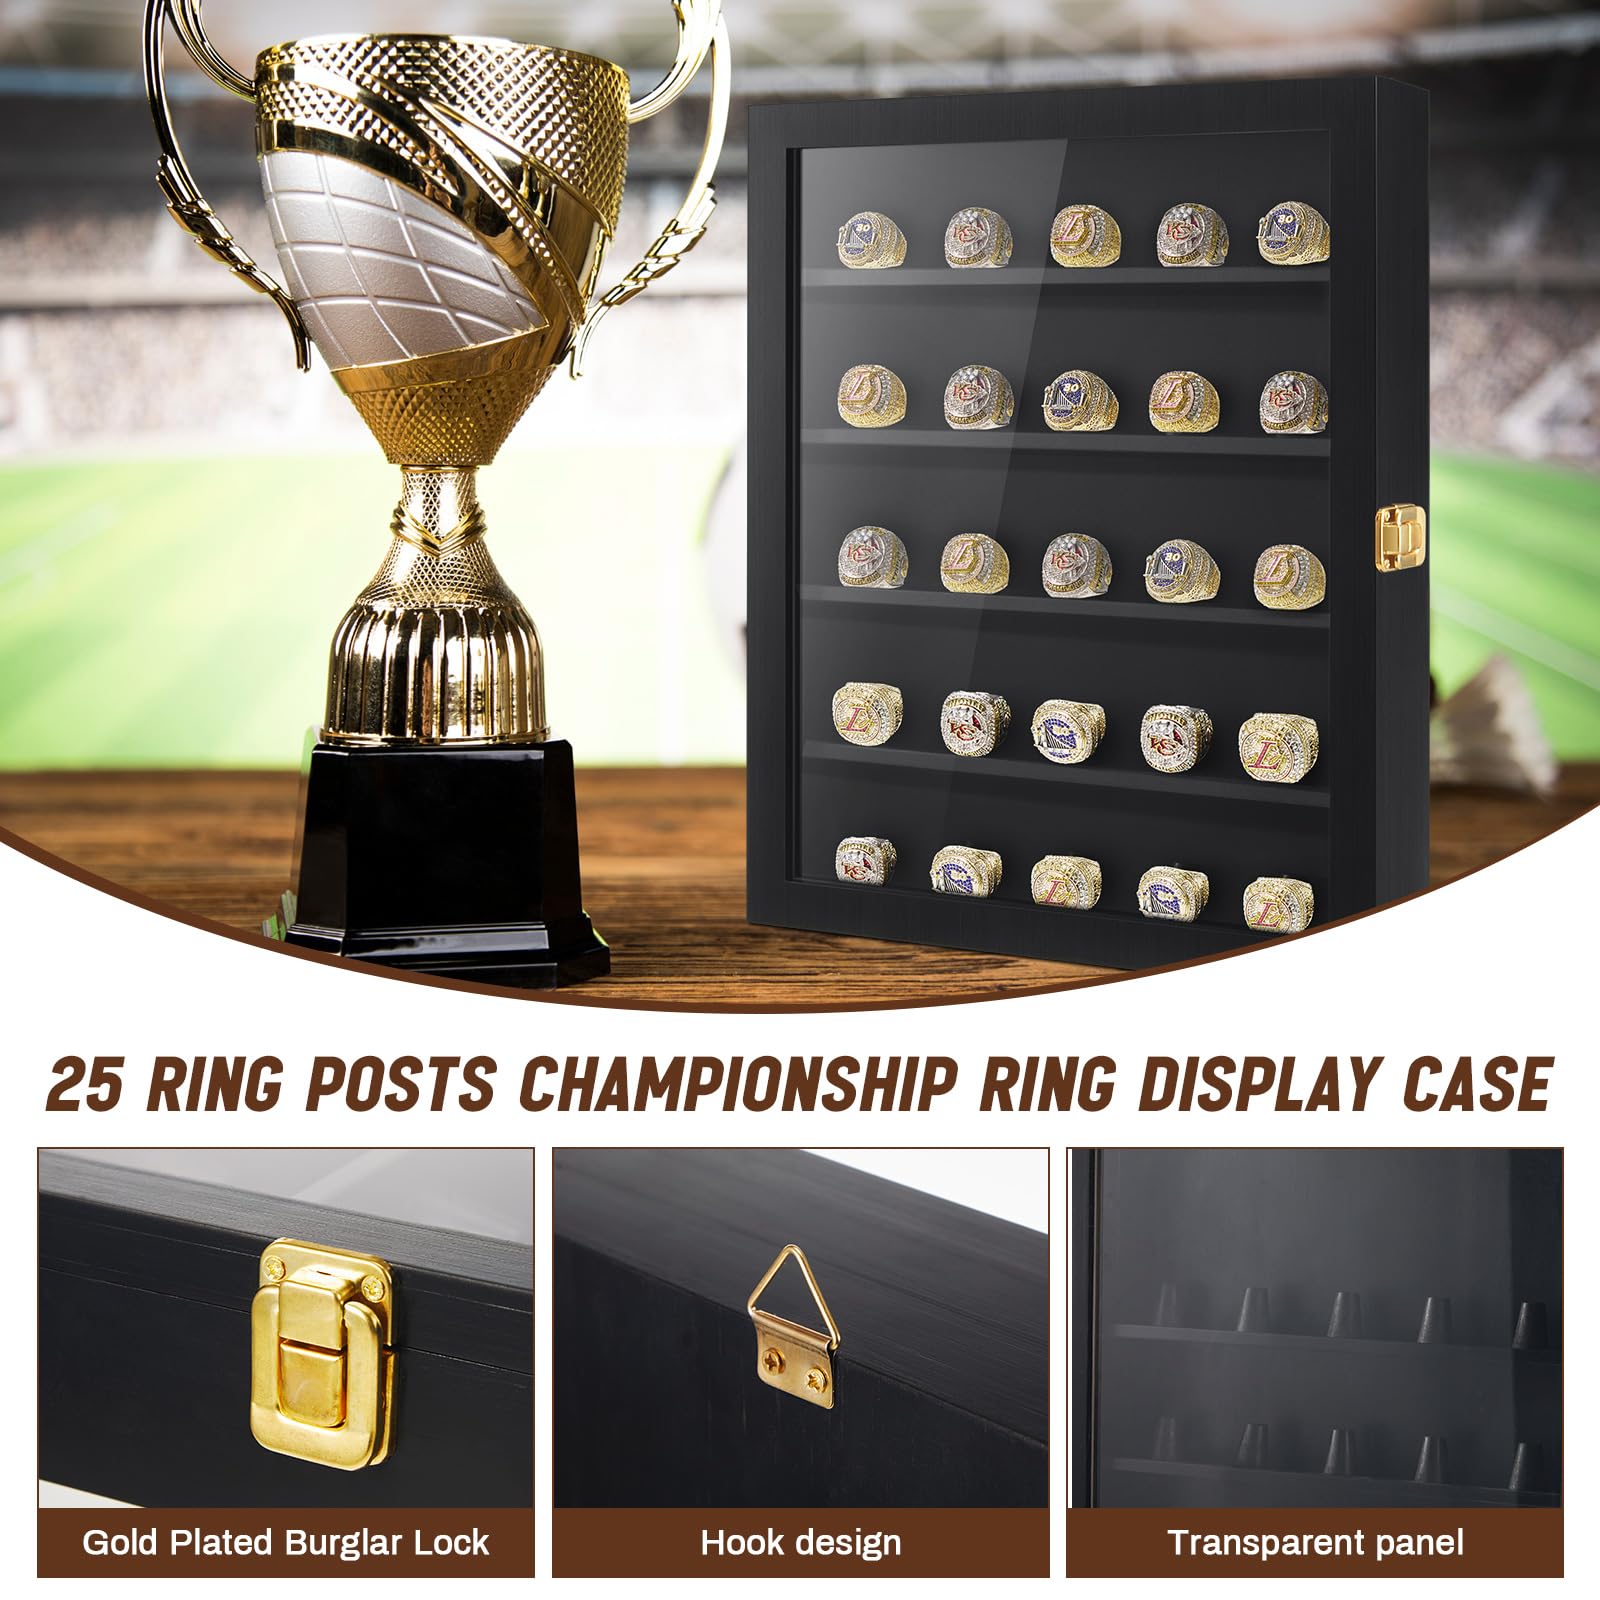 25 RING POSTS CHAMPIONSHIP RING DISPLAY CASE
Gold Plated Burglar Lock
Hook design
Transparent panel